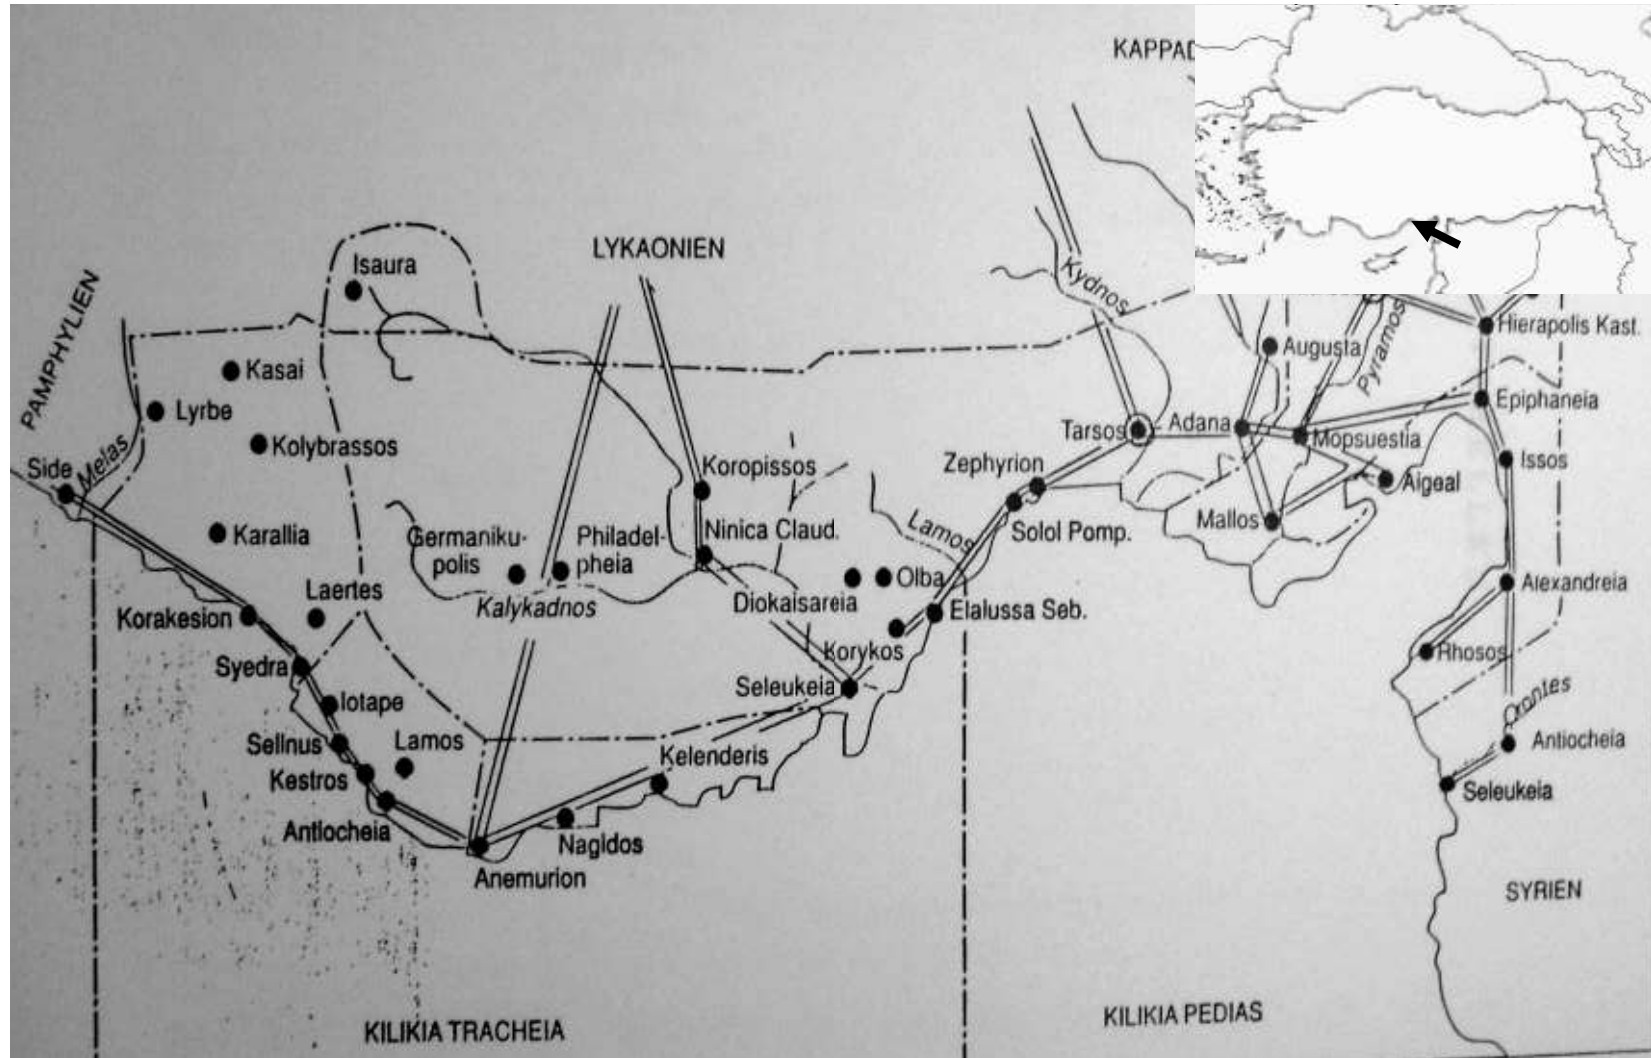 KAPPAD
LYKAONIEN
Isaura
PAMPHYLIEN
Kydnos
Pyramos
Hierapolis Kast.
Augusta
Kasai
Lyrbe
Epiphaneia
Tarsos
Adana
Mopsuestia
Kolybrassos
Side
Melas
Koropissos
Zephyrion
Issos
Aigeai
Karallia
Germaniku-
polis
Philadel-
pheia
Ninica Claud.
Lamos
Solol Pomp.
Mallos
Laertes
Kalykadnos
Diokaisareia
Olba
Elalussa Seb.
Alexandreia
Korakesion
Korykos
Rhosos
Syedra
Seleukeia
Iotape
Orontes
Sellnus
Lamos
Kelenderis
Antiocheia
Kestros
Seleukeia
Antiocheia
Nagidos
Anemurion
SYRIEN
KILIKIA TRACHEIA
KILIKIA PEDIAS